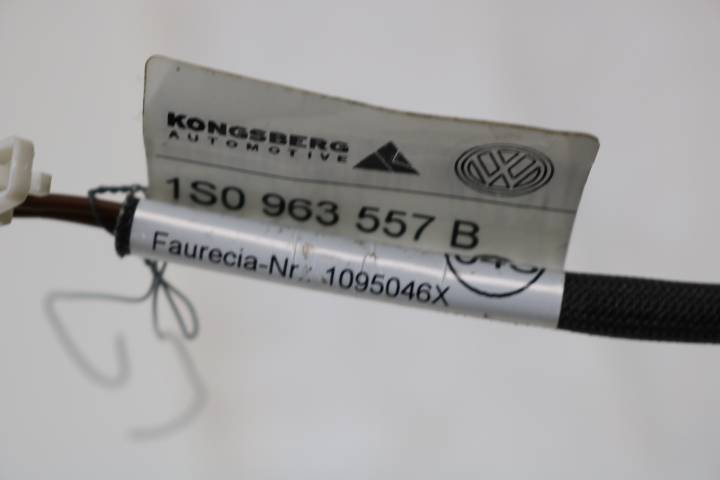 KONGSBERG
AUTOMOTIVE
1S0 963 557 B
Faurecia-Nr.: 1095046X